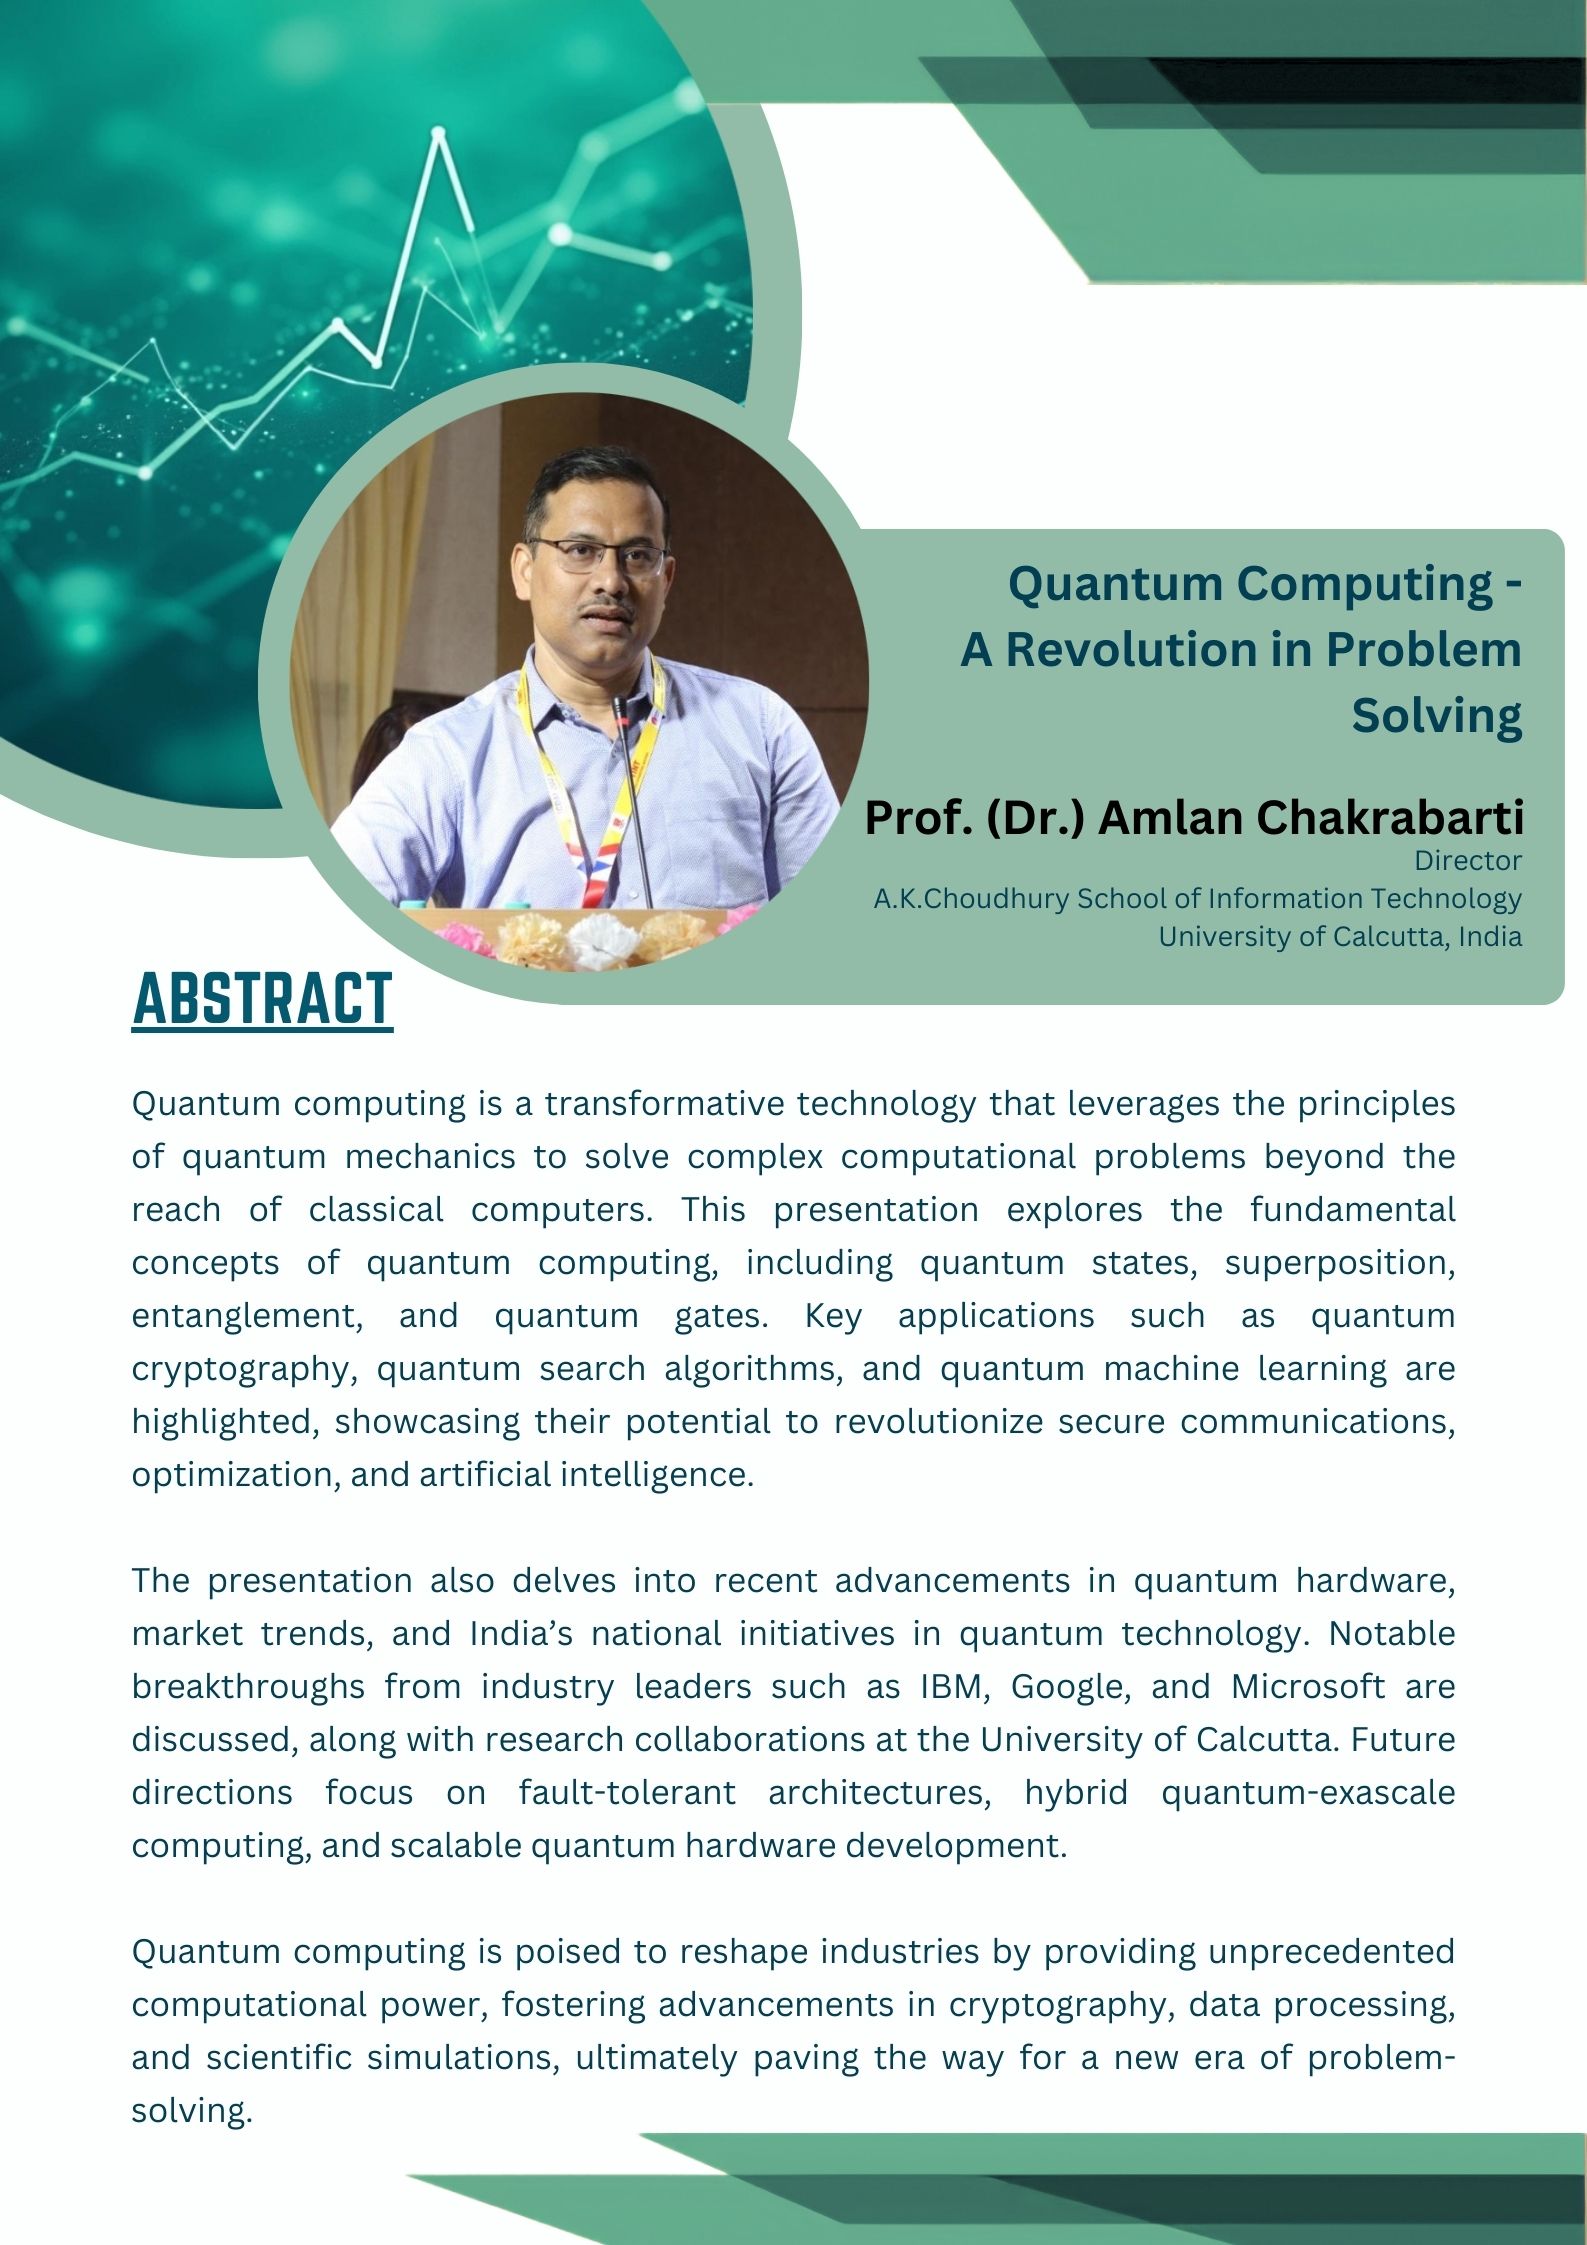 Quantum Computing -
A Revolution in Problem
Solving
Prof. (Dr.) Amlan Chakrabarti
Director
A.K.Choudhury School of Information Technology
University of Calcutta, India
ABSTRACT
Quantum computing is a transformative technology that leverages the principles
of quantum mechanics to solve complex computational problems beyond the
reach of classical computers. This presentation explores the fundamental
concepts of quantum computing, including quantum states, superposition,
entanglement, and quantum gates. Key applications such as quantum
cryptography, quantum search algorithms, and quantum machine learning are
highlighted, showcasing their potential to revolutionize secure communications,
optimization, and artificial intelligence.
The presentation also delves into recent advancements in quantum hardware,
market trends, and India’s national initiatives in quantum technology. Notable
breakthroughs from industry leaders such as IBM, Google, and Microsoft are
discussed, along with research collaborations at the University of Calcutta. Future
directions focus on fault-tolerant architectures, hybrid quantum-exascale
computing, and scalable quantum hardware development.
Quantum computing is poised to reshape industries by providing unprecedented
computational power, fostering advancements in cryptography, data processing,
and scientific simulations, ultimately paving the way for a new era of problem-
solving.